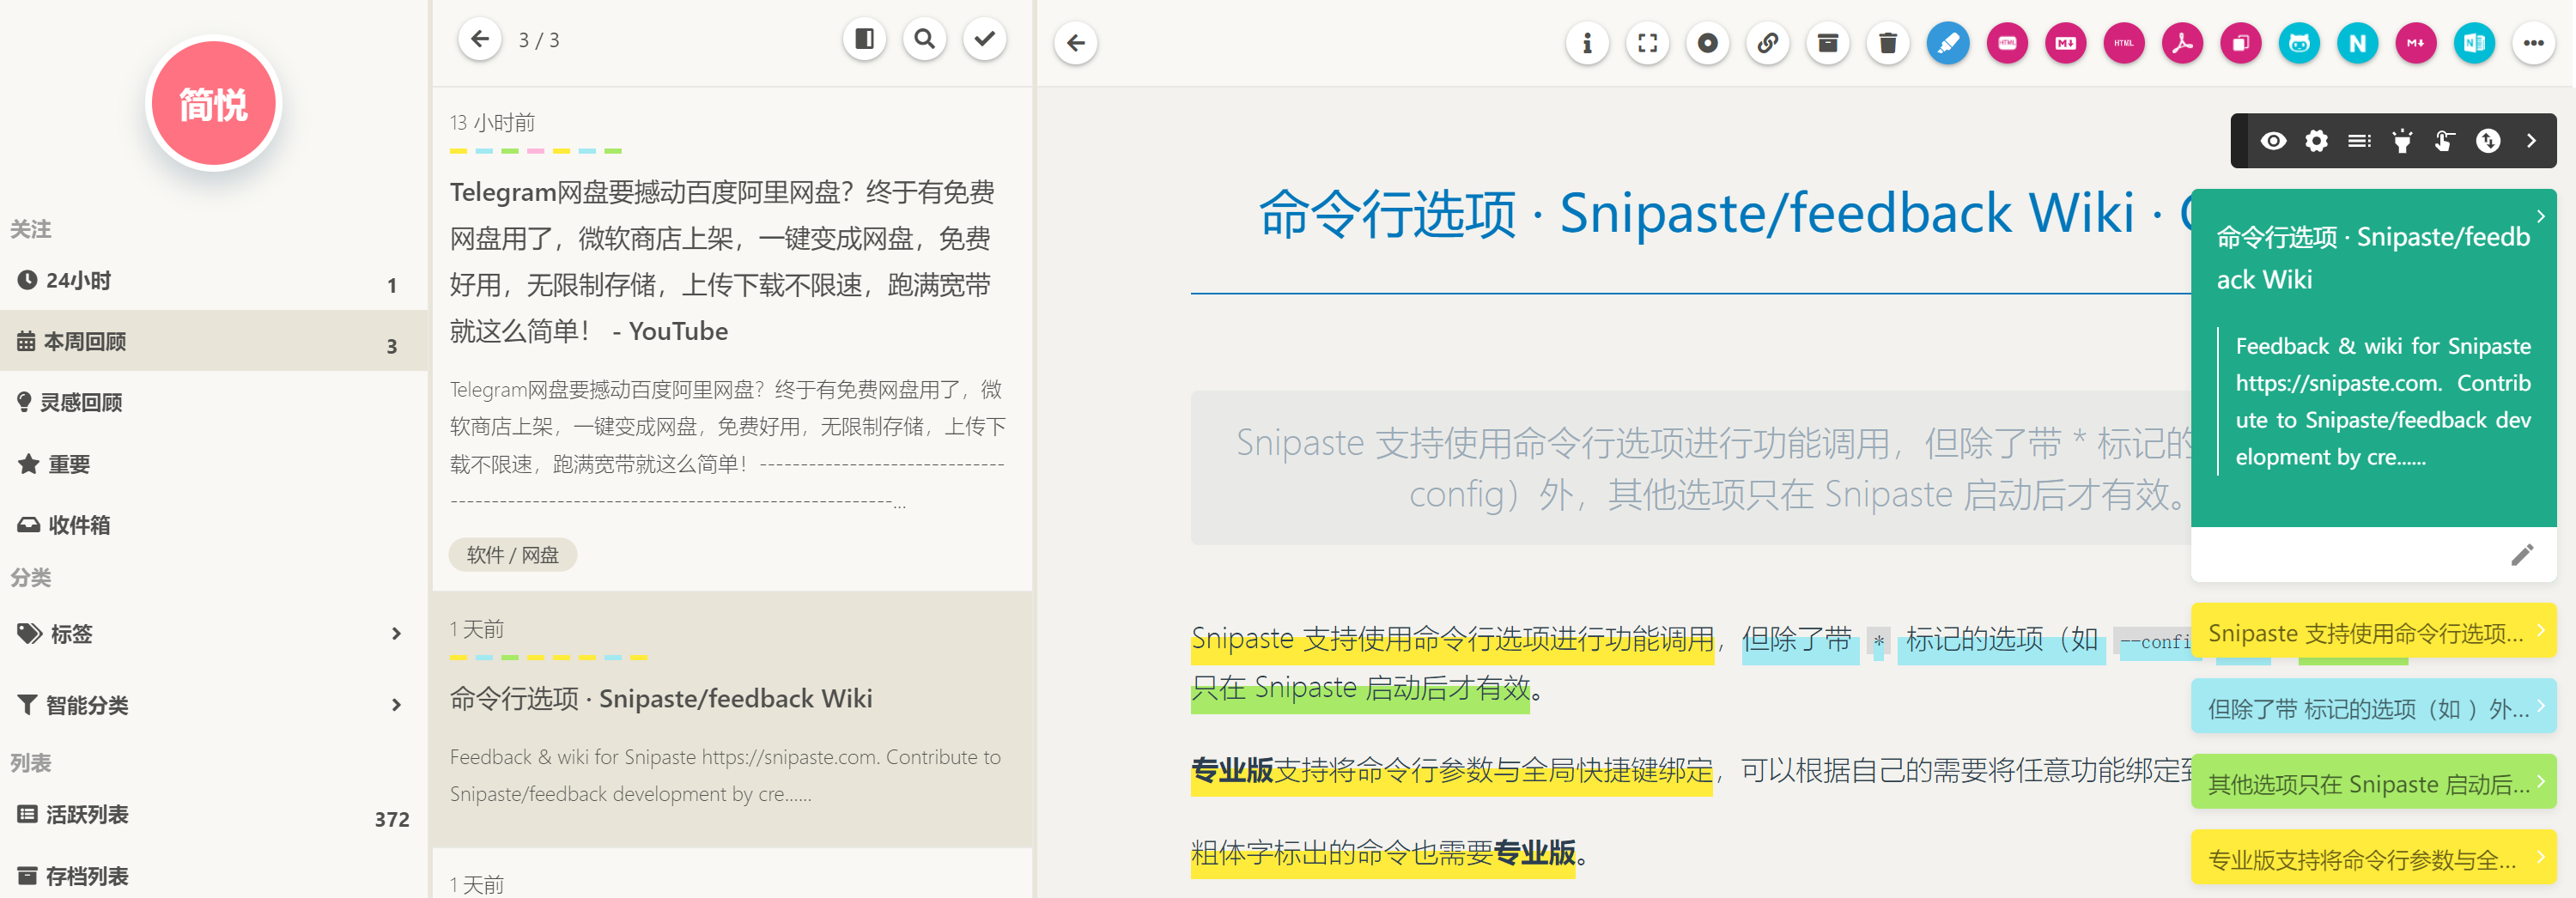 简悦
关注
24小时
1
本周回顾
3
灵感回顾
重要
收件箱
分类
标签
智能分类
列表
活跃列表
372
存档列表
3 / 3
13 小时前
Telegram网盘要撼动百度阿里网盘？终于有免费
网盘用了，微软商店上架，一键变成网盘，免费
好用，无限制存储，上传下载不限速，跑满宽带
就这么简单！ - YouTube
Telegram网盘要撼动百度阿里网盘？终于有免费网盘用了，微
软商店上架，一键变成网盘，免费好用，无限制存储，上传下
载不限速，跑满宽带就这么简单！------------------------------
------------------------------------------------------...
软件 / 网盘
1 天前
命令行选项 · Snipaste/feedback Wiki
Feedback & wiki for Snipaste https://snipaste.com. Contribute to
Snipaste/feedback development by cre......
1 天前
HTML
M↓
HTML
N
M↓
N
命令行选项 · Snipaste/feedback Wiki ·
Snipaste 支持使用命令行选项进行功能调用，但除了带 * 标记的
config）外，其他选项只在 Snipaste 启动后才有效。
Snipaste 支持使用命令行选项进行功能调用，但除了带 * 标记的选项（如 --confi
只在 Snipaste 启动后才有效。
专业版支持将命令行参数与全局快捷键绑定，可以根据自己的需要将任意功能绑定到
粗体字标出的命令也需要专业版。
命令行选项 · Snipaste/feedb
ack Wiki
Feedback & wiki for Snipaste
https://snipaste.com. Contrib
ute to Snipaste/feedback dev
elopment by cre......
Snipaste 支持使用命令行选项...
但除了带 标记的选项（如 ）外...
其他选项只在 Snipaste 启动后...
专业版支持将命令行参数与全...